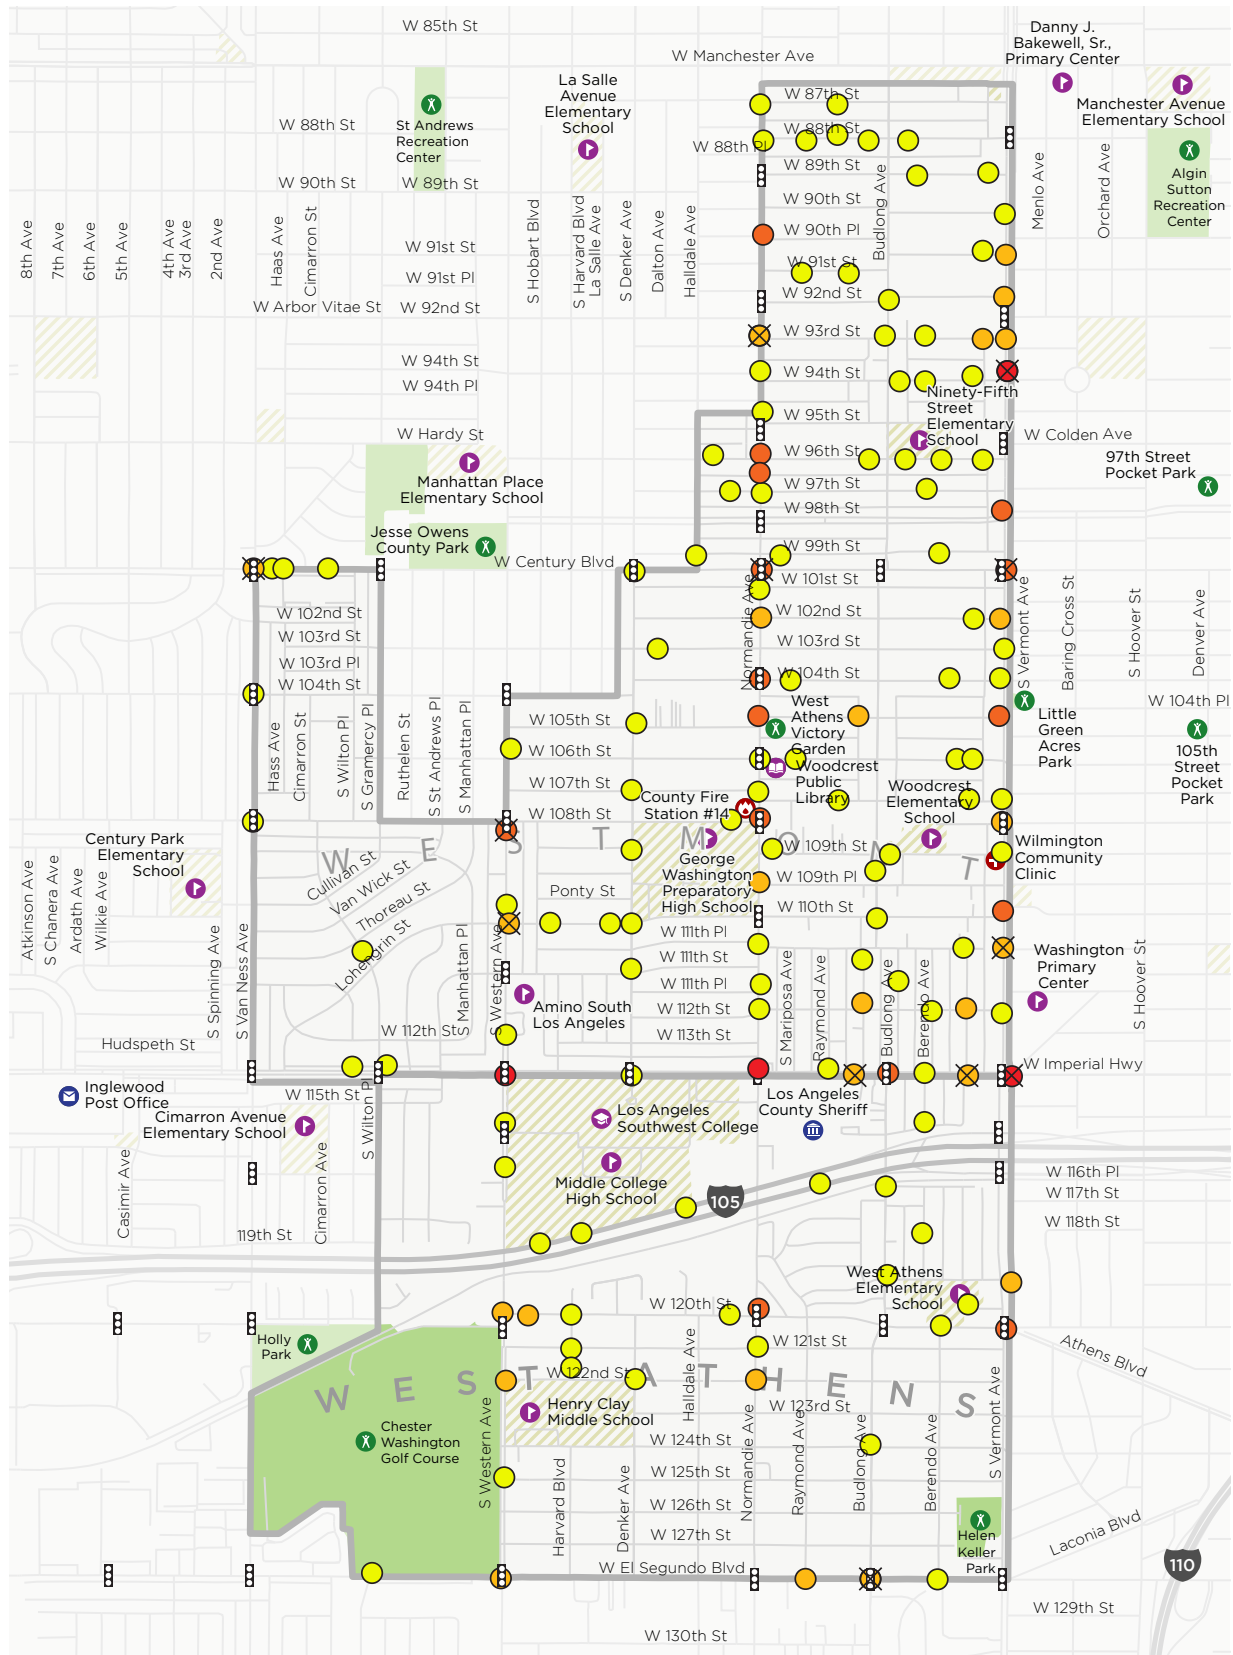 W 85th St
W Manchester Ave
Danny J.
Bakewell, Sr.,
Primary Center
La Salle
Avenue
Elementary
School
Manchester Avenue
Elementary School
W 87th St
St Andrews
Recreation
Center
W 88th St
W 88th St
W 88th Pl
W 89th St
W 90th St
W 89th St
W 90th St
W 90th Pl
Algin
Sutton
Recreation
Center
8th Ave
7th Ave
6th Ave
5th Ave
4th Ave
3rd Ave
2nd Ave
Haas Ave
Cimarron St
S Hobart Blvd
S Harvard Blvd
La Salle Ave
S Denker Ave
Dalton Ave
Halldale Ave
Budlong Ave
Menlo Ave
Orchard Ave
W 91st St
W 91st Pl
W 91st St
W Arbor Vitae St
W 92nd St
W 92nd St
W 93rd St
W 94th St
W 94th Pl
W 94th St
W 95th St
Ninety-Fifth
Street
Elementary
School
W Hardy St
W Colden Ave
W 96th St
97th Street
Pocket Park
Manhattan Place
Elementary School
W 97th St
W 98th St
Jesse Owens
County Park
W 99th St
W Century Blvd
W 101st St
W 102nd St
W 102nd St
W 103rd St
W 103rd St
W 103rd Pl
W 104th St
W 104th St
Normandie Ave
S Vermont Ave
Baring Cross St
S Hoover St
Denver Ave
W 104th Pl
West
Athens
Victory
Garden
Little
Green
Acres
Park
105th
Street
Pocket
Park
W 105th St
W 106th St
W 107th St
W 108th St
Hass Ave
Cimarron St
S Wilton Pl
S Gramercy Pl
Ruthelen St
S St Andrews Pl
S Manhattan Pl
Woodcrest
Public
Library
County Fire
Station #14
Woodcrest
Elementary
School
WESTMONT
Century Park
Elementary
School
Cullivan St
Van Wick St
Thoreau St
Lohengrin St
George
Washington
Preparatory
High School
W 109th St
W 109th Pl
W 110th St
Wilmington
Community
Clinic
Ponty St
Atkinson Ave
S Chanera Ave
Ardath Ave
Wilkie Ave
S Spinning Ave
S Van Ness Ave
S Manhattan Pl
S Western Ave
W 111th Pl
W 111th St
W 111th Pl
W 112th St
W 113th St
Washington
Primary
Center
S Hoover St
Amino South
Los Angeles
S Mariposa Ave
Raymond Ave
Budlong Ave
Berendo Ave
W 112th St
Hudspeth St
W Imperial Hwy
Inglewood
Post Office
W 115th St
S Wilton Pl
Cimarron Avenue
Elementary School
Los Angeles
Southwest College
Los Angeles
County Sheriff
Casimir Ave
Cimarron Ave
Middle College
High School
W 116th Pl
W 117th St
W 118th St
105
119th St
West Athens
Elementary
School
W 120th St
W 121st St
Holly
Park
Athens Blvd
W 122nd St
WEST ATHENS
W 123rd St
Henry Clay
Middle School
Chester
Washington
Golf Course
S Western Ave
Harvard Blvd
Denker Ave
Halldale Ave
Normandie Ave
Raymond Ave
Budlong Ave
Berendo Ave
S Vermont Ave
W 124th St
W 125th St
W 126th St
W 127th St
Helen
Keller
Park
Laconia Blvd
110
W El Segundo Blvd
W 129th St
W 130th St